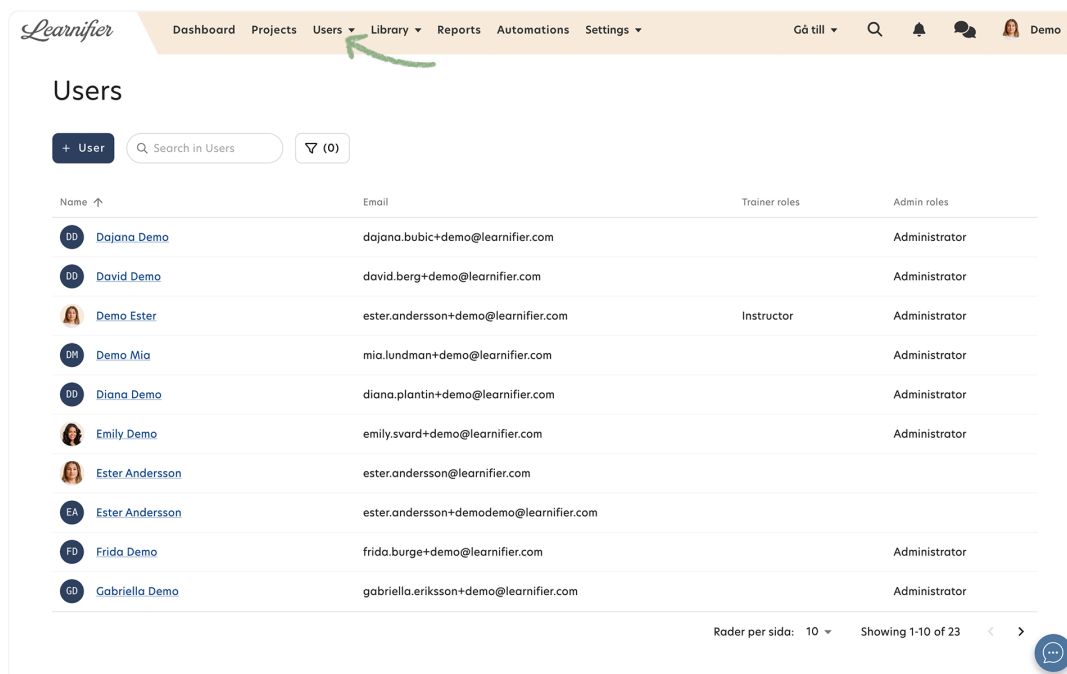 Learnifier Dashboard Projects Users Library Reports Automations Settings Gå till Demo
Users
+ User Search in Users (0)
Name Email Trainer roles Admin roles
DD Dajana Demo dajana.bubic+demo@learnifier.com Administrator
DD David Demo david.berg+demo@learnifier.com Administrator
Demo Ester ester.andersson+demo@learnifier.com Instructor Administrator
DM Demo Mia mia.lundman+demo@learnifier.com Administrator
DD Diana Demo diana.plantin+demo@learnifier.com Administrator
Emily Demo emily.svard+demo@learnifier.com Administrator
Ester Andersson ester.andersson@learnifier.com
EA Ester Andersson ester.andersson+demodemo@learnifier.com
FD Frida Demo frida.burge+demo@learnifier.com Administrator
GD Gabriella Demo gabriella.eriksson+demo@learnifier.com Administrator
Rader per sida: 10 Showing 1-10 of 23